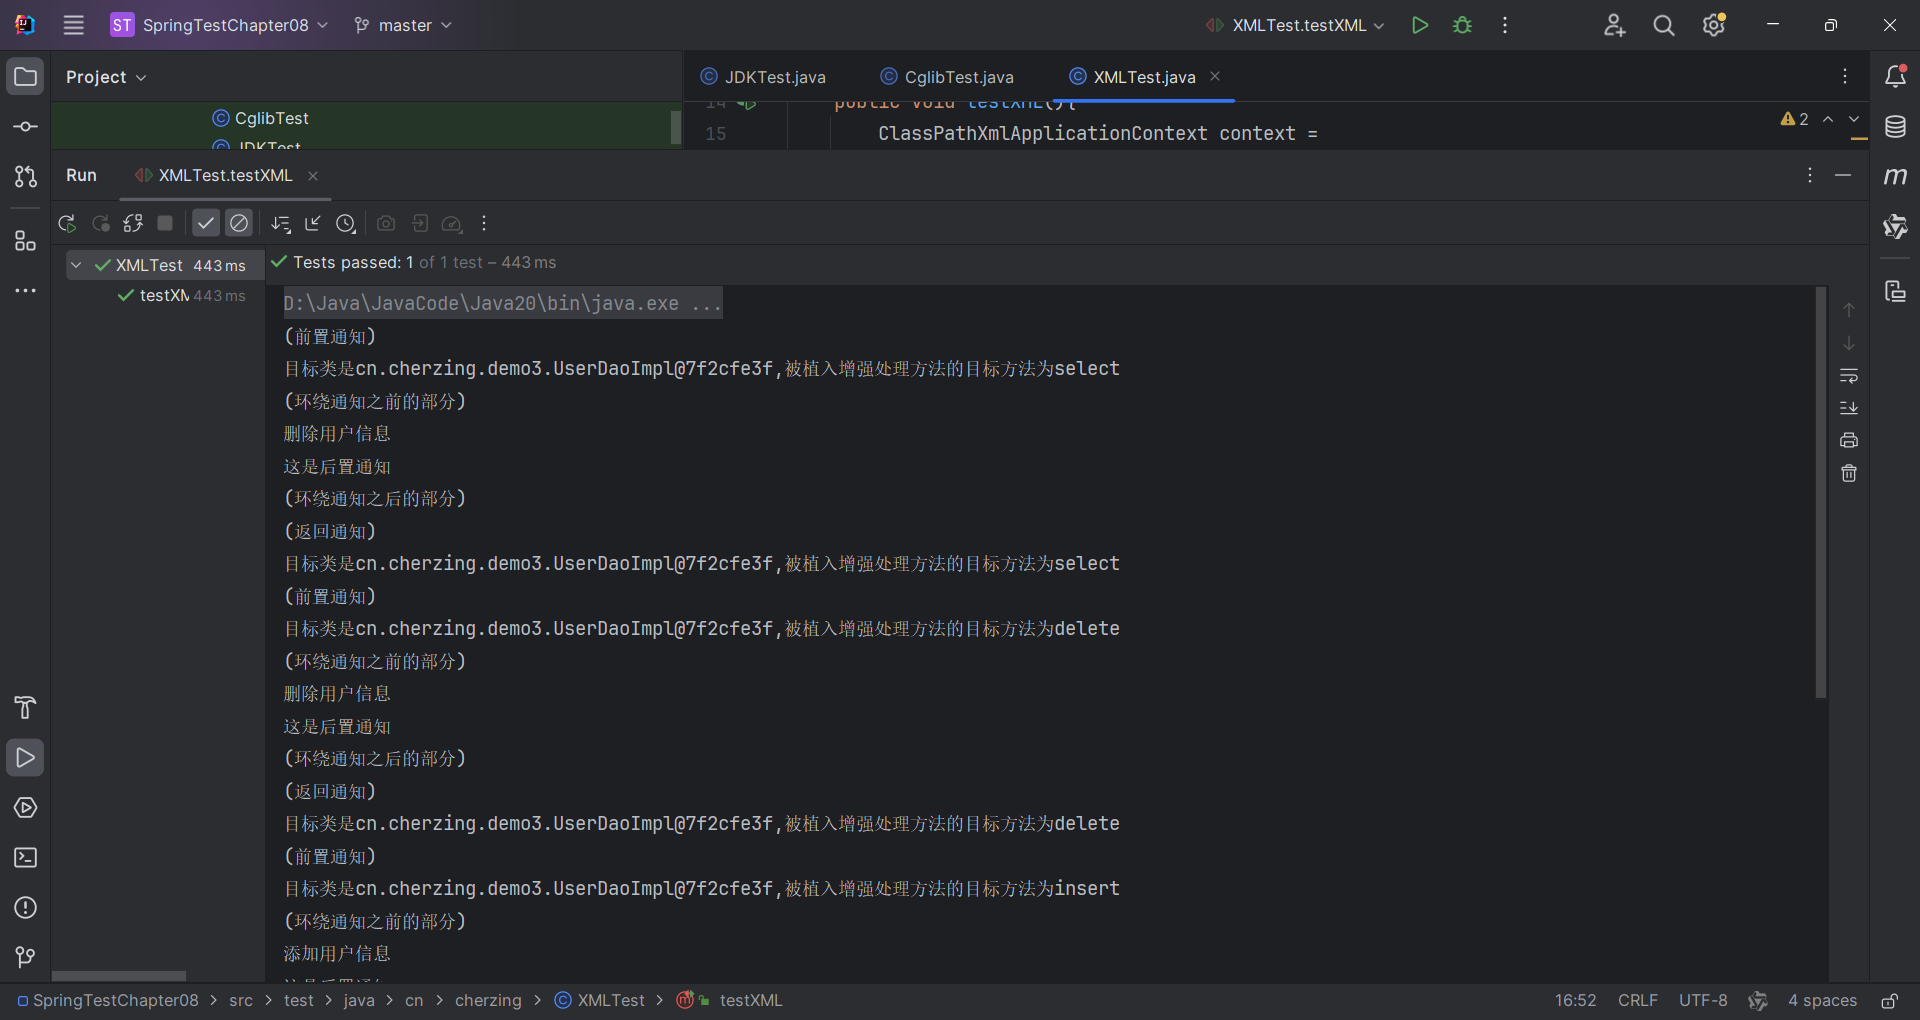 ST SpringTestChapter08 master XMLTest.testXML
Project
JDKTest.java CglibTest.java XMLTest.java
CglibTest
JDKTest
14 public void testXML(){
15 ClassPathXmlApplicationContext context =
2
Run XMLTest.testXML
XMLTest 443 ms
testXM 443 ms
Tests passed: 1 of 1 test – 443 ms
D:\Java\JavaCode\Java20\bin\java.exe ...
(前置通知)
目标类是cn.cherzing.demo3.UserDaoImpl@7f2cfe3f,被植入增强处理方法的目标方法为select
(环绕通知之前的部分)
删除用户信息
这是后置通知
(环绕通知之后的部分)
(返回通知)
目标类是cn.cherzing.demo3.UserDaoImpl@7f2cfe3f,被植入增强处理方法的目标方法为select
(前置通知)
目标类是cn.cherzing.demo3.UserDaoImpl@7f2cfe3f,被植入增强处理方法的目标方法为delete
(环绕通知之前的部分)
删除用户信息
这是后置通知
(环绕通知之后的部分)
(返回通知)
目标类是cn.cherzing.demo3.UserDaoImpl@7f2cfe3f,被植入增强处理方法的目标方法为delete
(前置通知)
目标类是cn.cherzing.demo3.UserDaoImpl@7f2cfe3f,被植入增强处理方法的目标方法为insert
(环绕通知之前的部分)
添加用户信息
SpringTestChapter08 > src > test > java > cn > cherzing > XMLTest > testXML
16:52 CRLF UTF-8 4 spaces